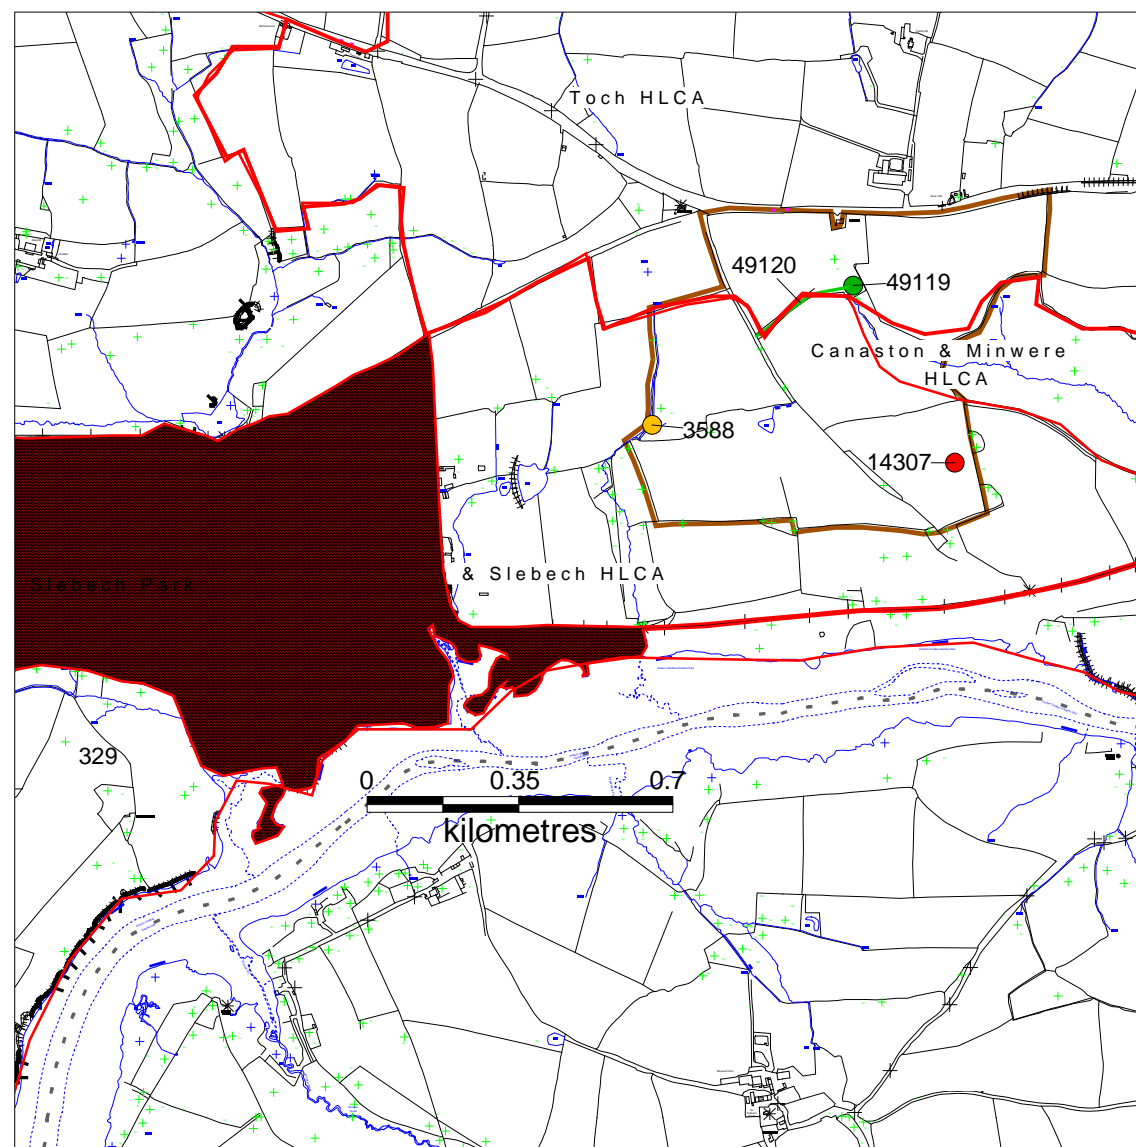 Toch HLCA
49120
49119
Canaston & Minwere
HLCA
3588
14307
& Slebech HLCA
Slebech Park
329
0 0.35 0.7
kilometres